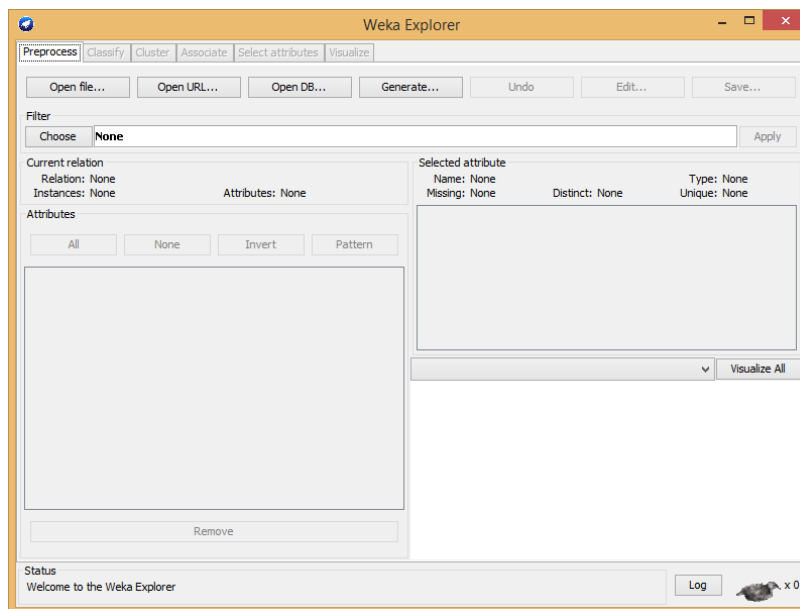 Weka Explorer
Preprocess Classify Cluster Associate Select attributes Visualize
Open file... Open URL... Open DB... Generate... Undo Edit... Save...
Filter
Choose None Apply
Current relation
Relation: None
Instances: None Attributes: None
Selected attribute
Name: None Type: None
Missing: None Distinct: None Unique: None
Attributes
All None Invert Pattern
Visualize All
Remove
Status
Welcome to the Weka Explorer
Log x 0